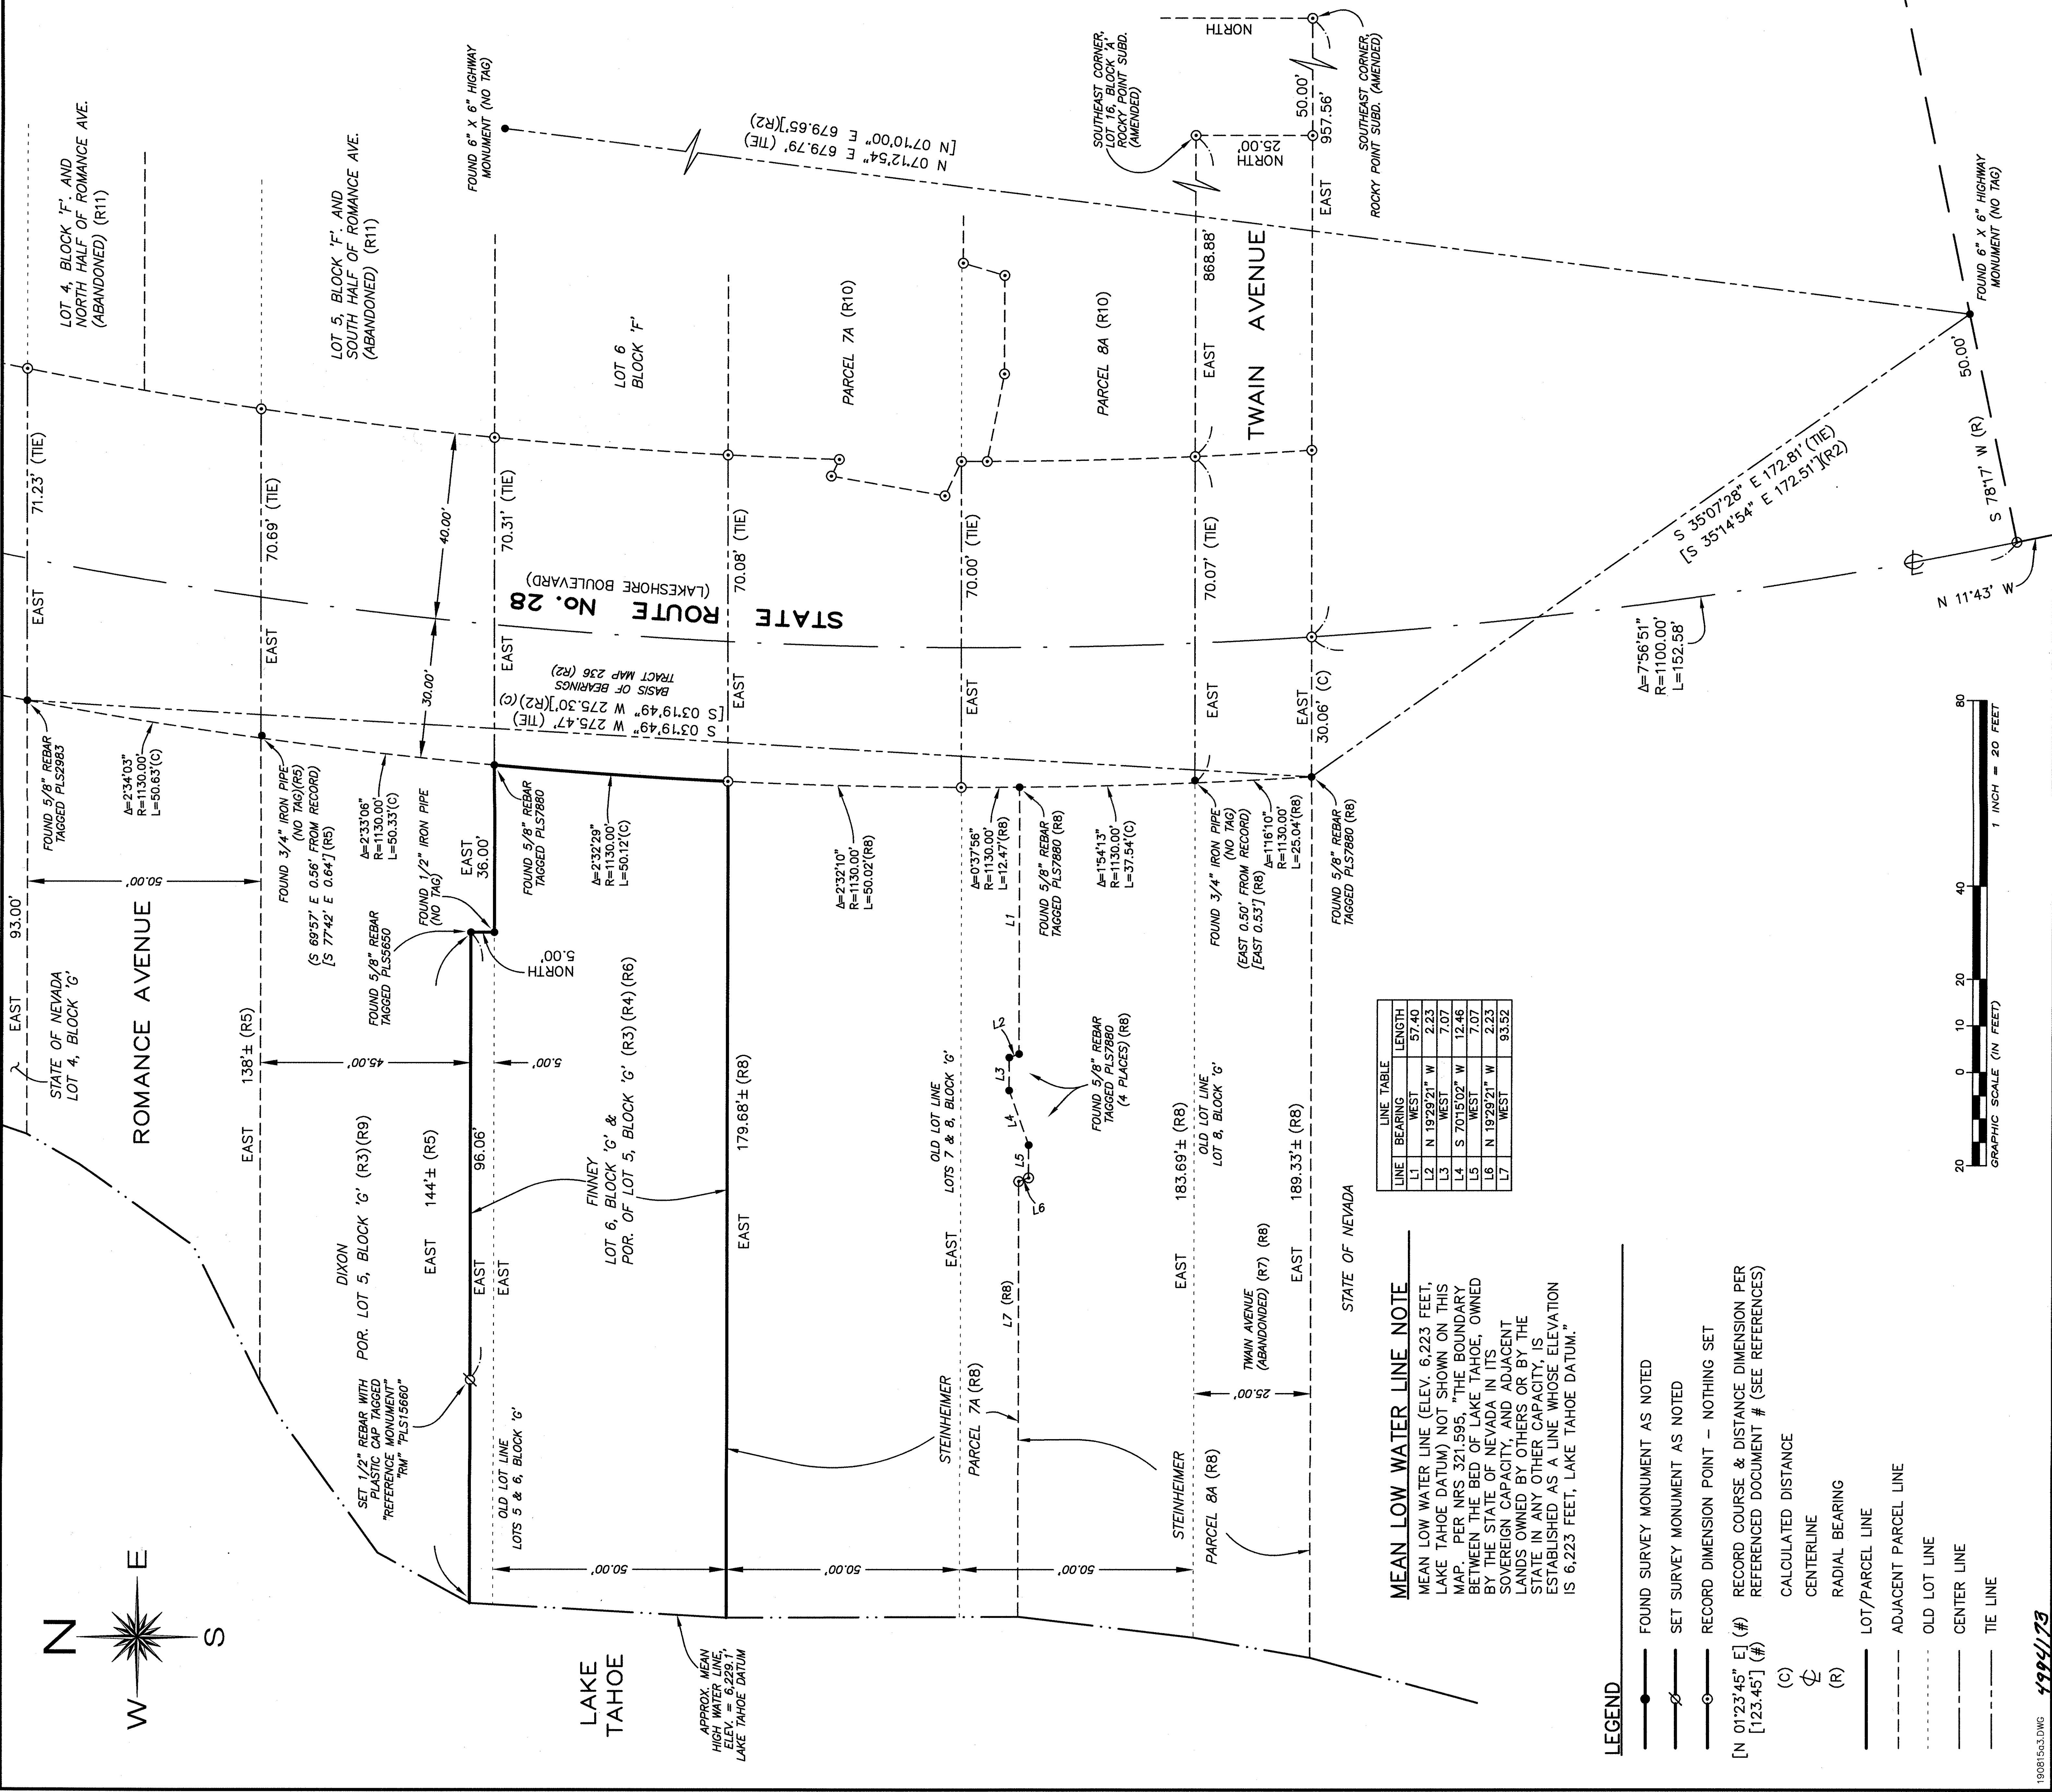 LOT 4, BLOCK 'F'. AND
NORTH HALF OF ROMANCE AVE.
(ABANDONED) (R11)
LOT 5, BLOCK 'F'. AND
SOUTH HALF OF ROMANCE AVE.
(ABANDONED) (R11)
FOUND 6" X 6" HIGHWAY
MONUMENT (NO TAG)
LOT 6
BLOCK 'F'
N 07°12'54" E 679.79' (TIE)
[N 07°10'00" E 679.65'](R2)
PARCEL 7A (R10)
PARCEL 8A (R10)
SOUTHEAST CORNER,
LOT 16, BLOCK 'A'
ROCKY POINT SUBD.
(AMENDED)
NORTH
NORTH
25.00'
50.00'
EAST 957.56'
SOUTHEAST CORNER,
ROCKY POINT SUBD. (AMENDED)
EAST 868.88'
TWAIN AVENUE
FOUND 6" X 6" HIGHWAY
MONUMENT (NO TAG)
50.00'
S 78°17' W (R)
N 11°43' W
S 35°07'28" E 172.81' (TIE)
[S 35°14'54" E 172.51'](R2)
Δ=7°56'51"
R=1100.00'
L=152.58'
EAST 71.23' (TIE)
EAST 70.69' (TIE)
40.00'
30.00'
EAST 70.31' (TIE)
EAST 70.08' (TIE)
EAST 70.00' (TIE)
EAST 70.07' (TIE)
EAST 30.06' (C)
STATE ROUTE No. 28
(LAKESHORE BOULEVARD)
S 03°19'49" W 275.47' (TIE)
[S 03°19'49" W 275.30'](R2)(C)
BASIS OF BEARINGS
TRACT MAP 236 (R2)
FOUND 5/8" REBAR
TAGGED PLS2983
Δ=2°34'03"
R=1130.00'
L=50.63'(C)
FOUND 3/4" IRON PIPE
(NO TAG)(R5)
(S 69°57' E 0.56' FROM RECORD)
[S 77°42' E 0.64'] (R5)
Δ=2°33'06"
R=1130.00'
L=50.33'(C)
FOUND 1/2" IRON PIPE
(NO TAG)
EAST
36.00'
FOUND 5/8" REBAR
TAGGED PLS7880
Δ=2°32'29"
R=1130.00'
L=50.12'(C)
Δ=2°32'10"
R=1130.00'
L=50.02'(R8)
Δ=0°37'56"
R=1130.00'
L=12.47'(R8)
FOUND 5/8" REBAR
TAGGED PLS7880 (R8)
Δ=1°54'13"
R=1130.00'
L=37.54'(C)
FOUND 3/4" IRON PIPE
(NO TAG)
(EAST 0.50' FROM RECORD)
[EAST 0.53'] (R8)
Δ=1°16'10"
R=1130.00'
L=25.04'(R8)
FOUND 5/8" REBAR
TAGGED PLS7880 (R8)
EAST 93.00'
50.00'
STATE OF NEVADA
LOT 4, BLOCK 'G'
ROMANCE AVENUE
EAST 138'± (R5)
45.00'
5.00'
FOUND 5/8" REBAR
TAGGED PLS5650
NORTH
5.00'
DIXON
POR. LOT 5, BLOCK 'G' (R3)(R9)
EAST 144'± (R5)
EAST 96.06'
EAST
FINNEY
LOT 6, BLOCK 'G' &
POR. OF LOT 5, BLOCK 'G' (R3)(R4)(R6)
EAST 179.68'± (R8)
SET 1/2" REBAR WITH
PLASTIC CAP TAGGED
"REFERENCE MONUMENT"
"RM" "PLS15660"
OLD LOT LINE
LOTS 5 & 6, BLOCK 'G'
OLD LOT LINE
LOTS 7 & 8, BLOCK 'G'
EAST
L1
L2
L3
L4
L5
L6
L7 (R8)
FOUND 5/8" REBAR
TAGGED PLS7880
(4 PLACES) (R8)
STEINHEIMER
PARCEL 7A (R8)
STEINHEIMER
PARCEL 8A (R8)
EAST 183.69'± (R8)
OLD LOT LINE
LOT 8, BLOCK 'G'
TWAIN AVENUE
(ABANDONDED) (R7) (R8)
25.00'
EAST 189.33'± (R8)
STATE OF NEVADA
50.00'
50.00'
50.00'
N
W E
S
LAKE
TAHOE
APPROX. MEAN
HIGH WATER LINE,
ELEV. = 6,229.1'
LAKE TAHOE DATUM
LINE TABLE
LINE BEARING LENGTH
L1 WEST 57.40
L2 N 19°29'21" W 2.23
L3 WEST 7.07
L4 S 70°15'02" W 12.46
L5 WEST 7.07
L6 N 19°29'21" W 2.23
L7 WEST 93.52
MEAN LOW WATER LINE NOTE
MEAN LOW WATER LINE (ELEV. 6,223 FEET,
LAKE TAHOE DATUM) NOT SHOWN ON THIS
MAP. PER NRS 321.595, "THE BOUNDARY
BETWEEN THE BED OF LAKE TAHOE, OWNED
BY THE STATE OF NEVADA IN ITS
SOVEREIGN CAPACITY, AND ADJACENT
LANDS OWNED BY OTHERS OR BY THE
STATE IN ANY OTHER CAPACITY, IS
ESTABLISHED AS A LINE WHOSE ELEVATION
IS 6,223 FEET, LAKE TAHOE DATUM."
LEGEND
FOUND SURVEY MONUMENT AS NOTED
SET SURVEY MONUMENT AS NOTED
RECORD DIMENSION POINT - NOTHING SET
[N 01°23'45" E] (#) RECORD COURSE & DISTANCE DIMENSION PER
[123.45'] (#) REFERENCED DOCUMENT # (SEE REFERENCES)
(C) CALCULATED DISTANCE
CENTERLINE
(R) RADIAL BEARING
LOT/PARCEL LINE
ADJACENT PARCEL LINE
OLD LOT LINE
CENTER LINE
TIE LINE
20 0 10 20 40 80
GRAPHIC SCALE (IN FEET) 1 INCH = 20 FEET
190815a3.DWG 4994173